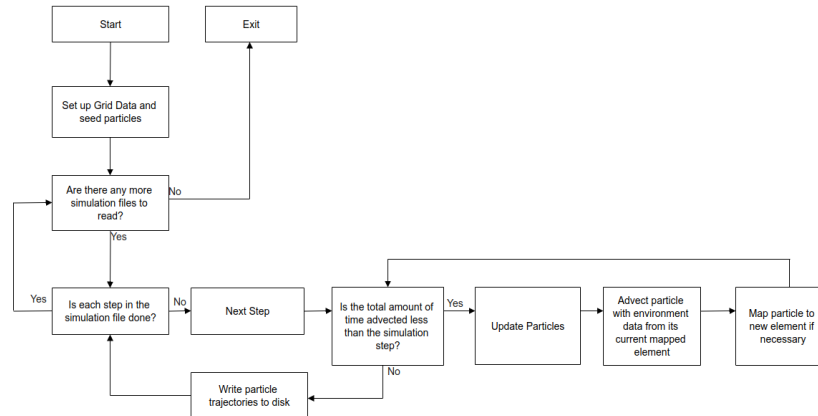 Start
Exit
Set up Grid Data and
seed particles
Are there any more
simulation files to
read?
No
Yes
Yes
Is each step in the
simulation file done?
No
Next Step
Is the total amount of
time advected less
than the simulation
step?
Yes
Update Particles
Advect particle
with environment
data from its
current mapped
element
Map particle to
new element if
necessary
No
Write particle
trajectories to disk